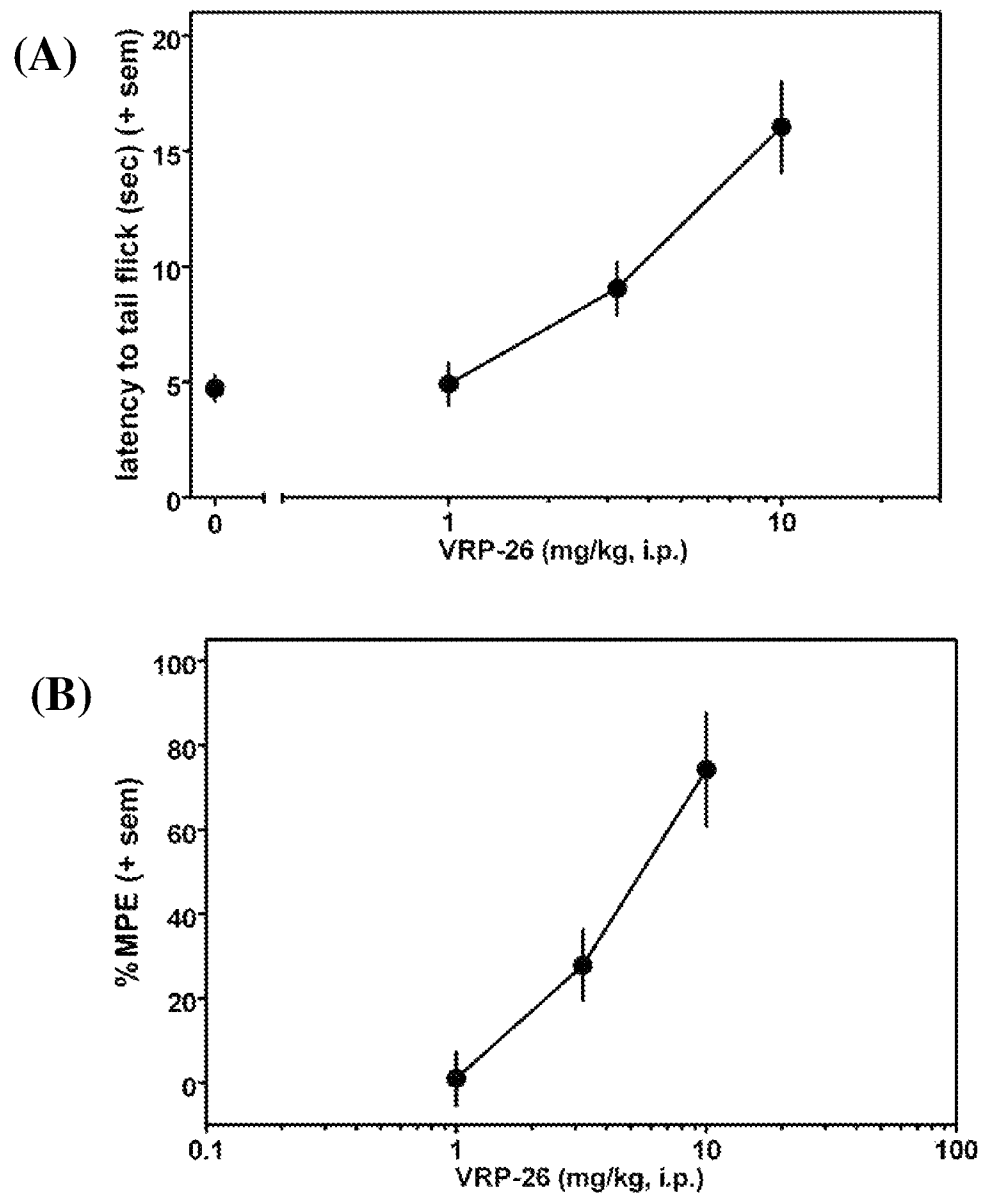 (A)
latency to tail flick (sec) (+ sem)
20
15
10
5
0
0 1 10
VRP-26 (mg/kg, i.p.)
(B)
% MPE (+ sem)
100
80
60
40
20
0
0.1 1 10 100
VRP-26 (mg/kg, i.p.)